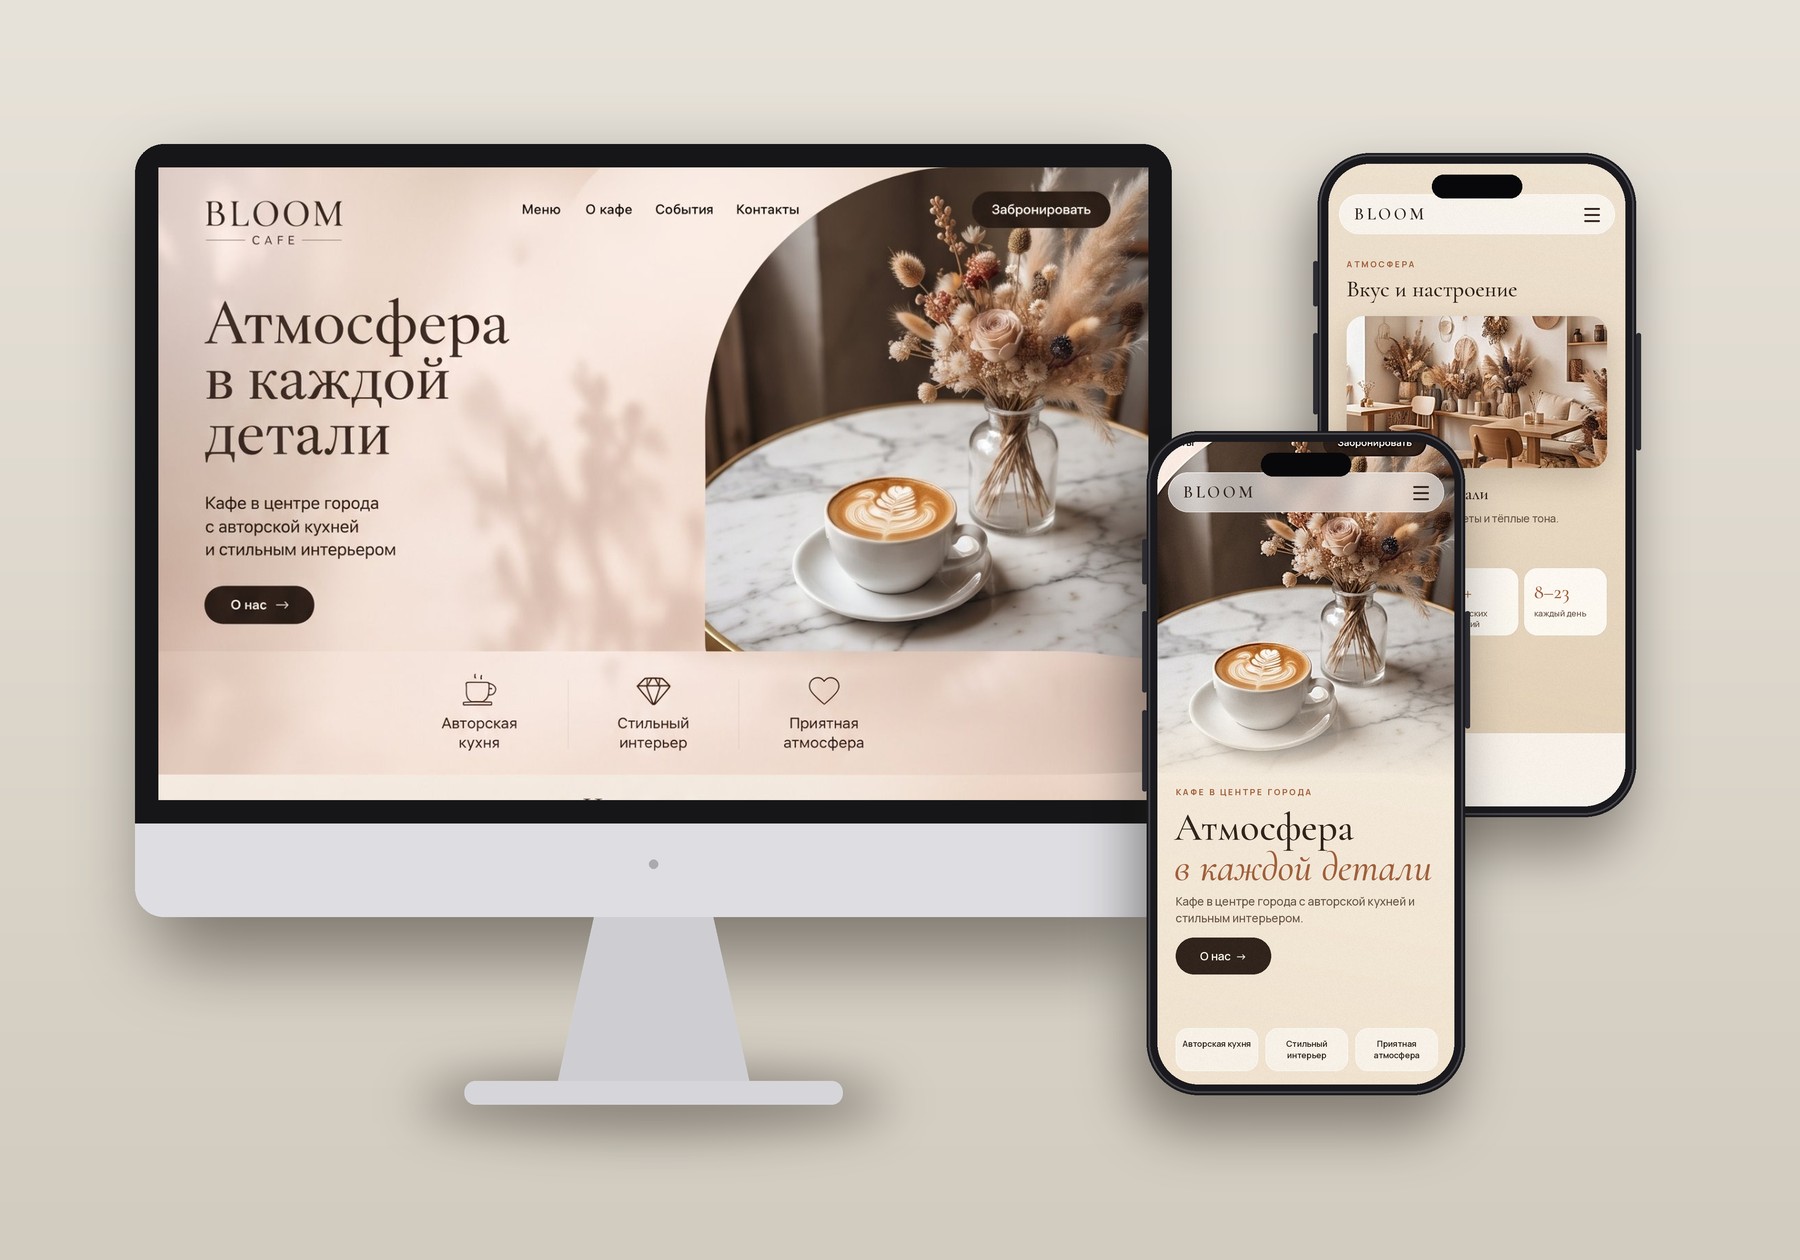 BLOOM
CAFE
Меню О кафе События Контакты
Забронировать
Атмосфера
в каждой
детали
Кафе в центре города
с авторской кухней
и стильным интерьером
О нас →
Авторская
кухня
Стильный
интерьер
Приятная
атмосфера
BLOOM
АТМОСФЕРА
Вкус и настроение
тёплые тона.
8–23
каждый день
Забронировать
BLOOM
КАФЕ В ЦЕНТРЕ ГОРОДА
Атмосфера
в каждой детали
Кафе в центре города с авторской кухней и
стильным интерьером.
О нас →
Авторская кухня
Стильный
интерьер
Приятная
атмосфера